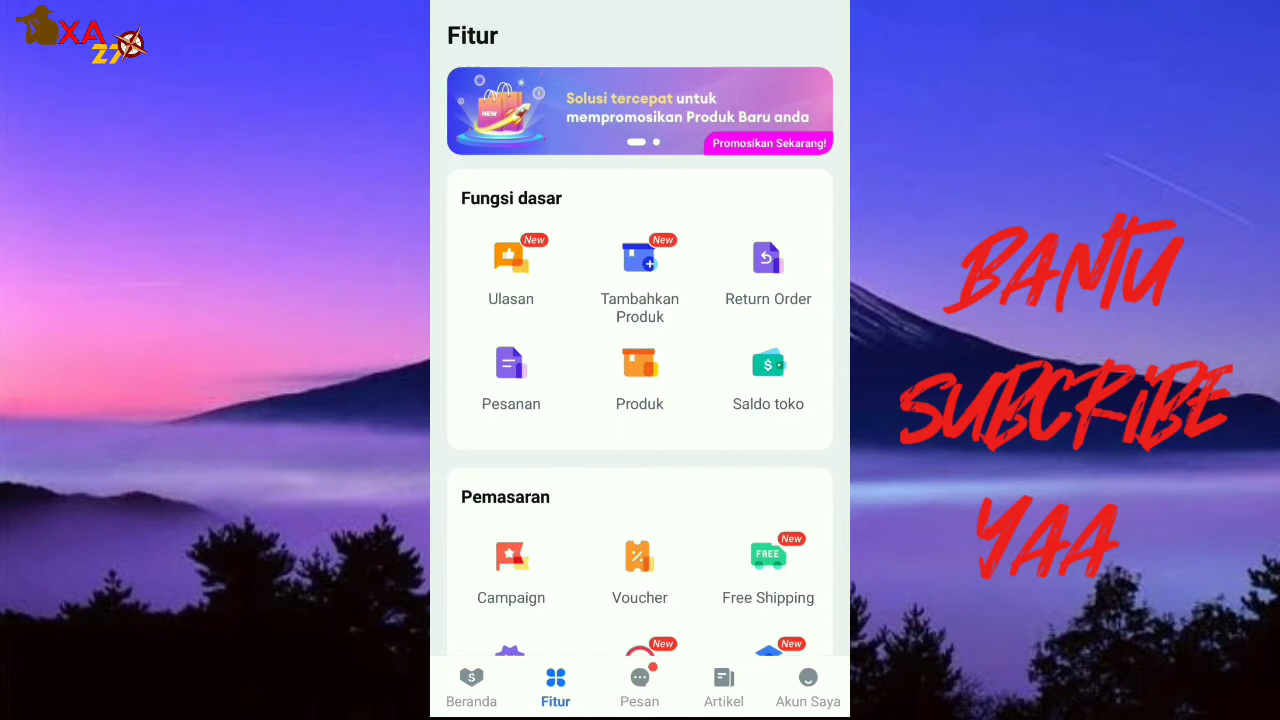 XA
27
Fitur
NEW
Solusi tercepat untuk
mempromosikan Produk Baru anda
Promosikan Sekarang!
Fungsi dasar
New
New
Ulasan
Tambahkan
Produk
Return Order
Pesanan
Produk
Saldo toko
Pemasaran
New
FREE
Campaign
Voucher
Free Shipping
New
New
Beranda
Fitur
Pesan
Artikel
Akun Saya
BANTU
SUBCRIBE
YAA